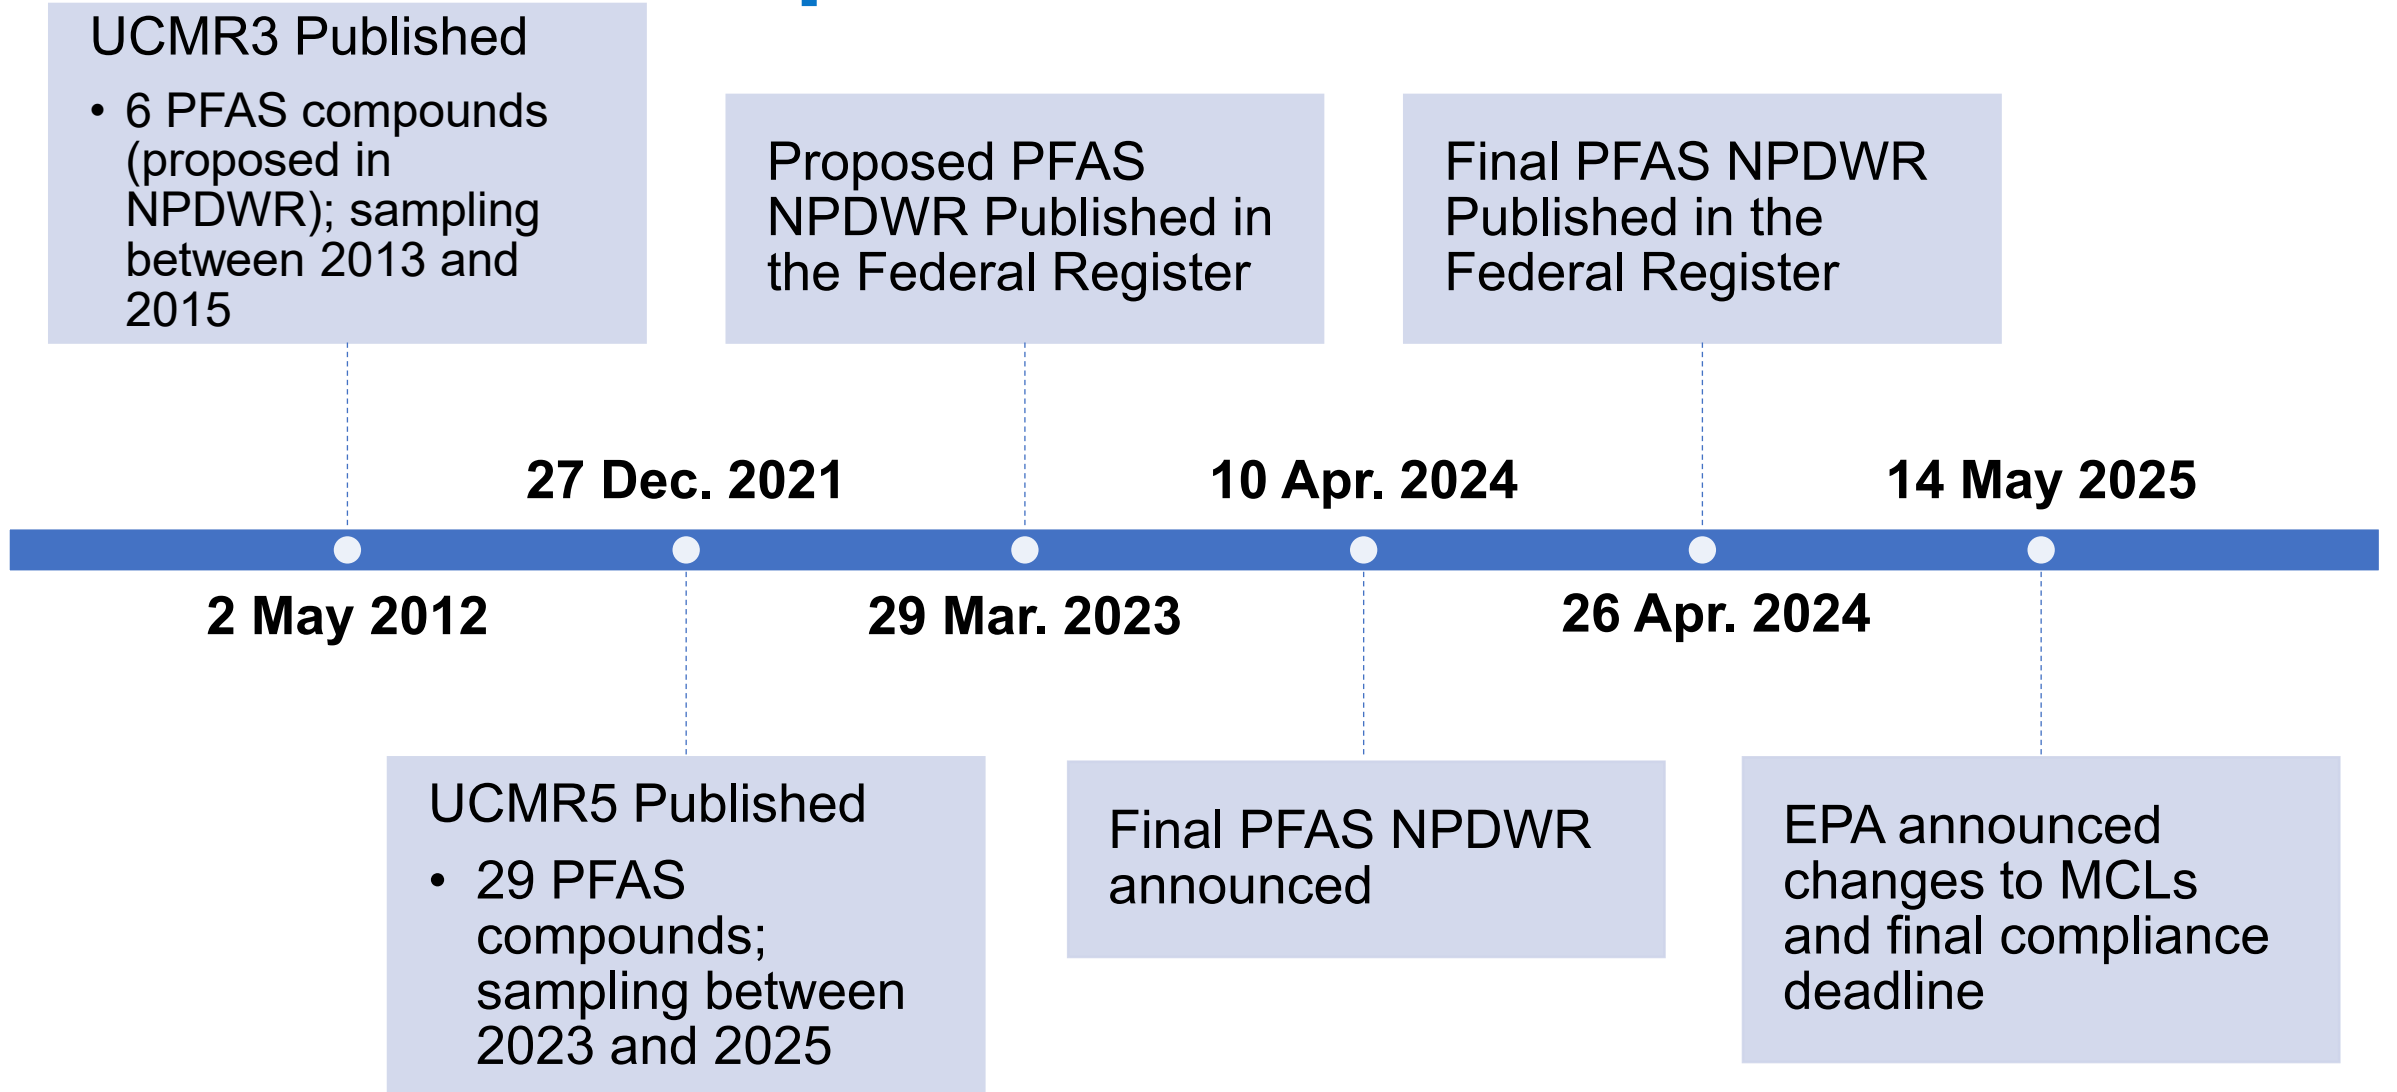 UCMR3 Published
• 6 PFAS compounds
(proposed in
NPDWR); sampling
between 2013 and
2015
Proposed PFAS
NPDWR Published in
the Federal Register
Final PFAS NPDWR
Published in the
Federal Register
27 Dec. 2021
10 Apr. 2024
14 May 2025
2 May 2012
29 Mar. 2023
26 Apr. 2024
UCMR5 Published
• 29 PFAS
compounds;
sampling between
2023 and 2025
Final PFAS NPDWR
announced
EPA announced
changes to MCLs
and final compliance
deadline